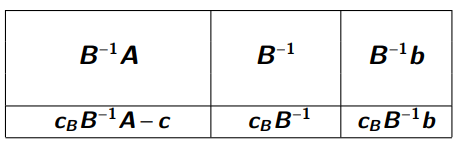 B⁻¹A B⁻¹ B⁻¹b
c_B B⁻¹A – c c_B B⁻¹ c_B B⁻¹b